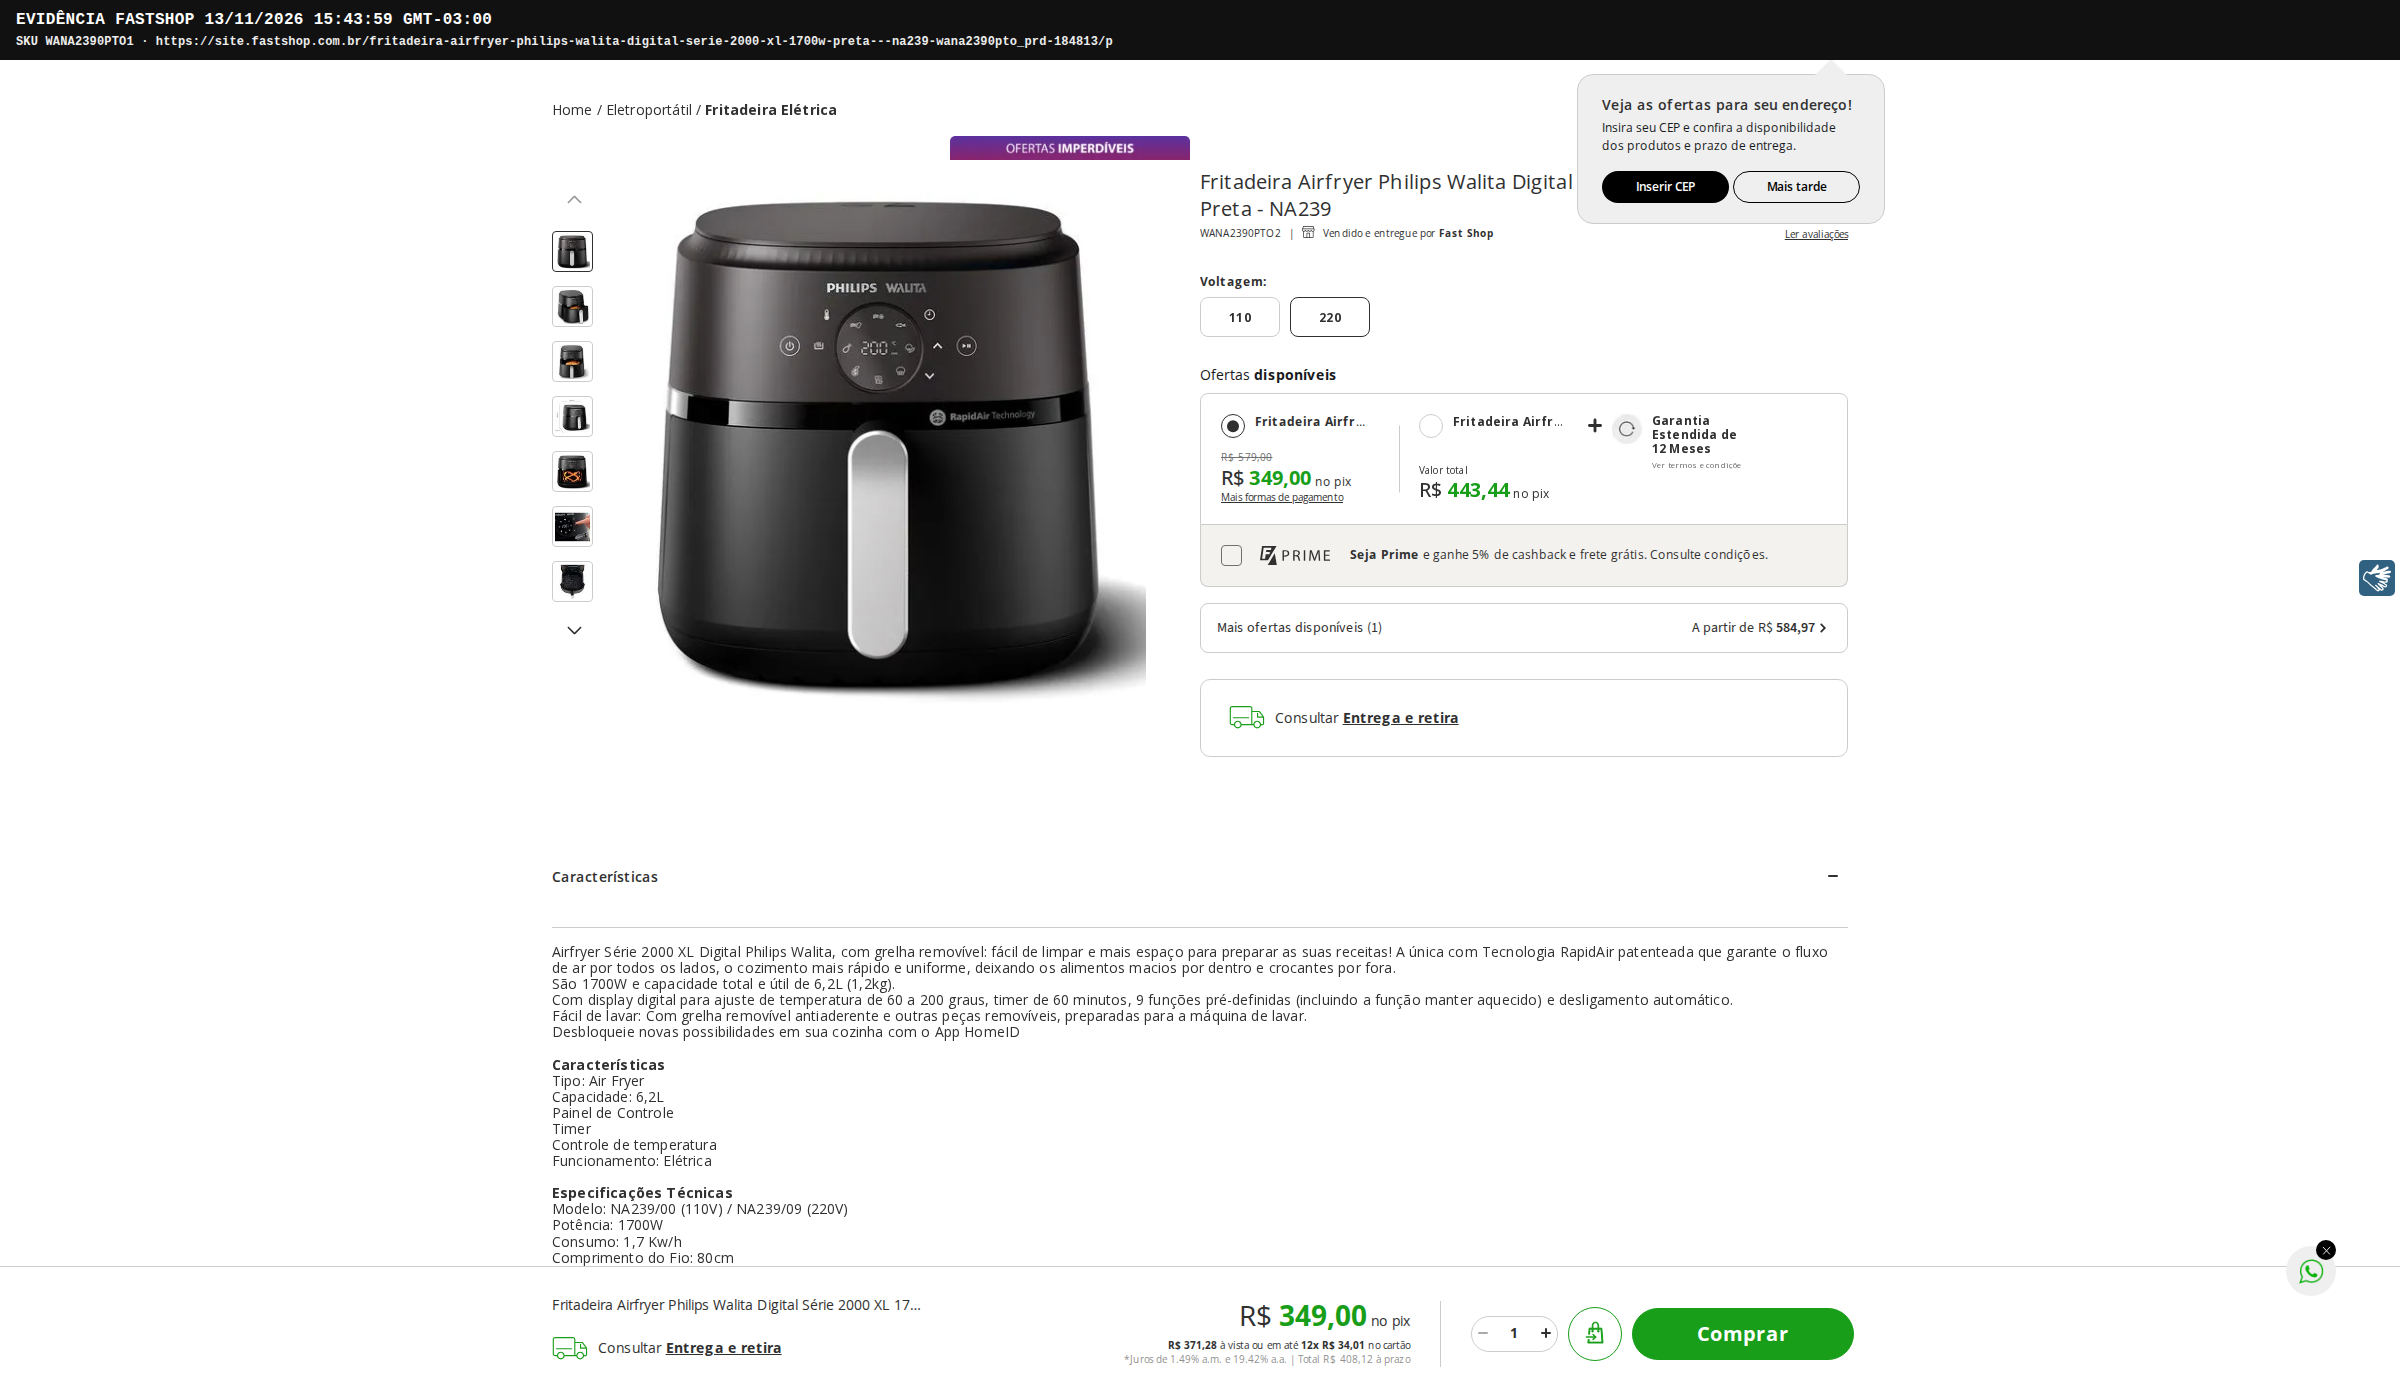 EVIDÊNCIA FASTSHOP 13/11/2026 15:43:59 GMT-03:00
SKU WANA2390PTO1 · https://site.fastshop.com.br/fritadeira-airfryer-philips-walita-digital-serie-2000-xl-1700w-preta---na239-wana2390pto_prd-184813/p
Veja as ofertas para seu endereço!
Insira seu CEP e confira a disponibilidade
dos produtos e prazo de entrega.
Inserir CEP
Mais tarde
Home / Eletroportátil / Fritadeira Elétrica
OFERTAS IMPERDÍVEIS
PHILIPS WALITA
200
RapidAir Technology
Fritadeira Airfryer Philips Walita Digital
Preta - NA239
WANA2390PTO2 | Vendido e entregue por Fast Shop
Ler avaliações
Voltagem:
110
220
Ofertas disponíveis
Fritadeira Airfr...
R$ 579,00
R$ 349,00 no pix
Mais formas de pagamento
Fritadeira Airfr...
Valor total
R$ 443,44 no pix
+
Garantia
Estendida de
12 Meses
Ver termos e condiçõe
PRIME
Seja Prime e ganhe 5% de cashback e frete grátis. Consulte condições.
Mais ofertas disponíveis (1)
A partir de R$ 584,97
Consultar Entrega e retira
Características
Airfryer Série 2000 XL Digital Philips Walita, com grelha removível: fácil de limpar e mais espaço para preparar as suas receitas! A única com Tecnologia RapidAir patenteada que garante o fluxo
de ar por todos os lados, o cozimento mais rápido e uniforme, deixando os alimentos macios por dentro e crocantes por fora.
São 1700W e capacidade total e útil de 6,2L (1,2kg).
Com display digital para ajuste de temperatura de 60 a 200 graus, timer de 60 minutos, 9 funções pré-definidas (incluindo a função manter aquecido) e desligamento automático.
Fácil de lavar: Com grelha removível antiaderente e outras peças removíveis, preparadas para a máquina de lavar.
Desbloqueie novas possibilidades em sua cozinha com o App HomeID
Características
Tipo: Air Fryer
Capacidade: 6,2L
Painel de Controle
Timer
Controle de temperatura
Funcionamento: Elétrica
Especificações Técnicas
Modelo: NA239/00 (110V) / NA239/09 (220V)
Potência: 1700W
Consumo: 1,7 Kw/h
Comprimento do Fio: 80cm
Fritadeira Airfryer Philips Walita Digital Série 2000 XL 17...
Consultar Entrega e retira
R$ 349,00 no pix
R$ 371,28 à vista ou em até 12x R$ 34,01 no cartão
*Juros de 1.49% a.m. e 19.42% a.a. | Total R$ 408,12 à prazo
− 1 +
Comprar